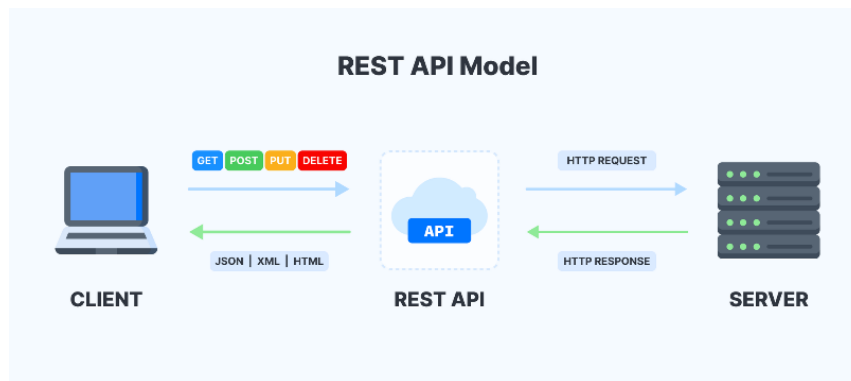 REST API Model
GET POST PUT DELETE
HTTP REQUEST
API
JSON | XML | HTML
HTTP RESPONSE
CLIENT
REST API
SERVER